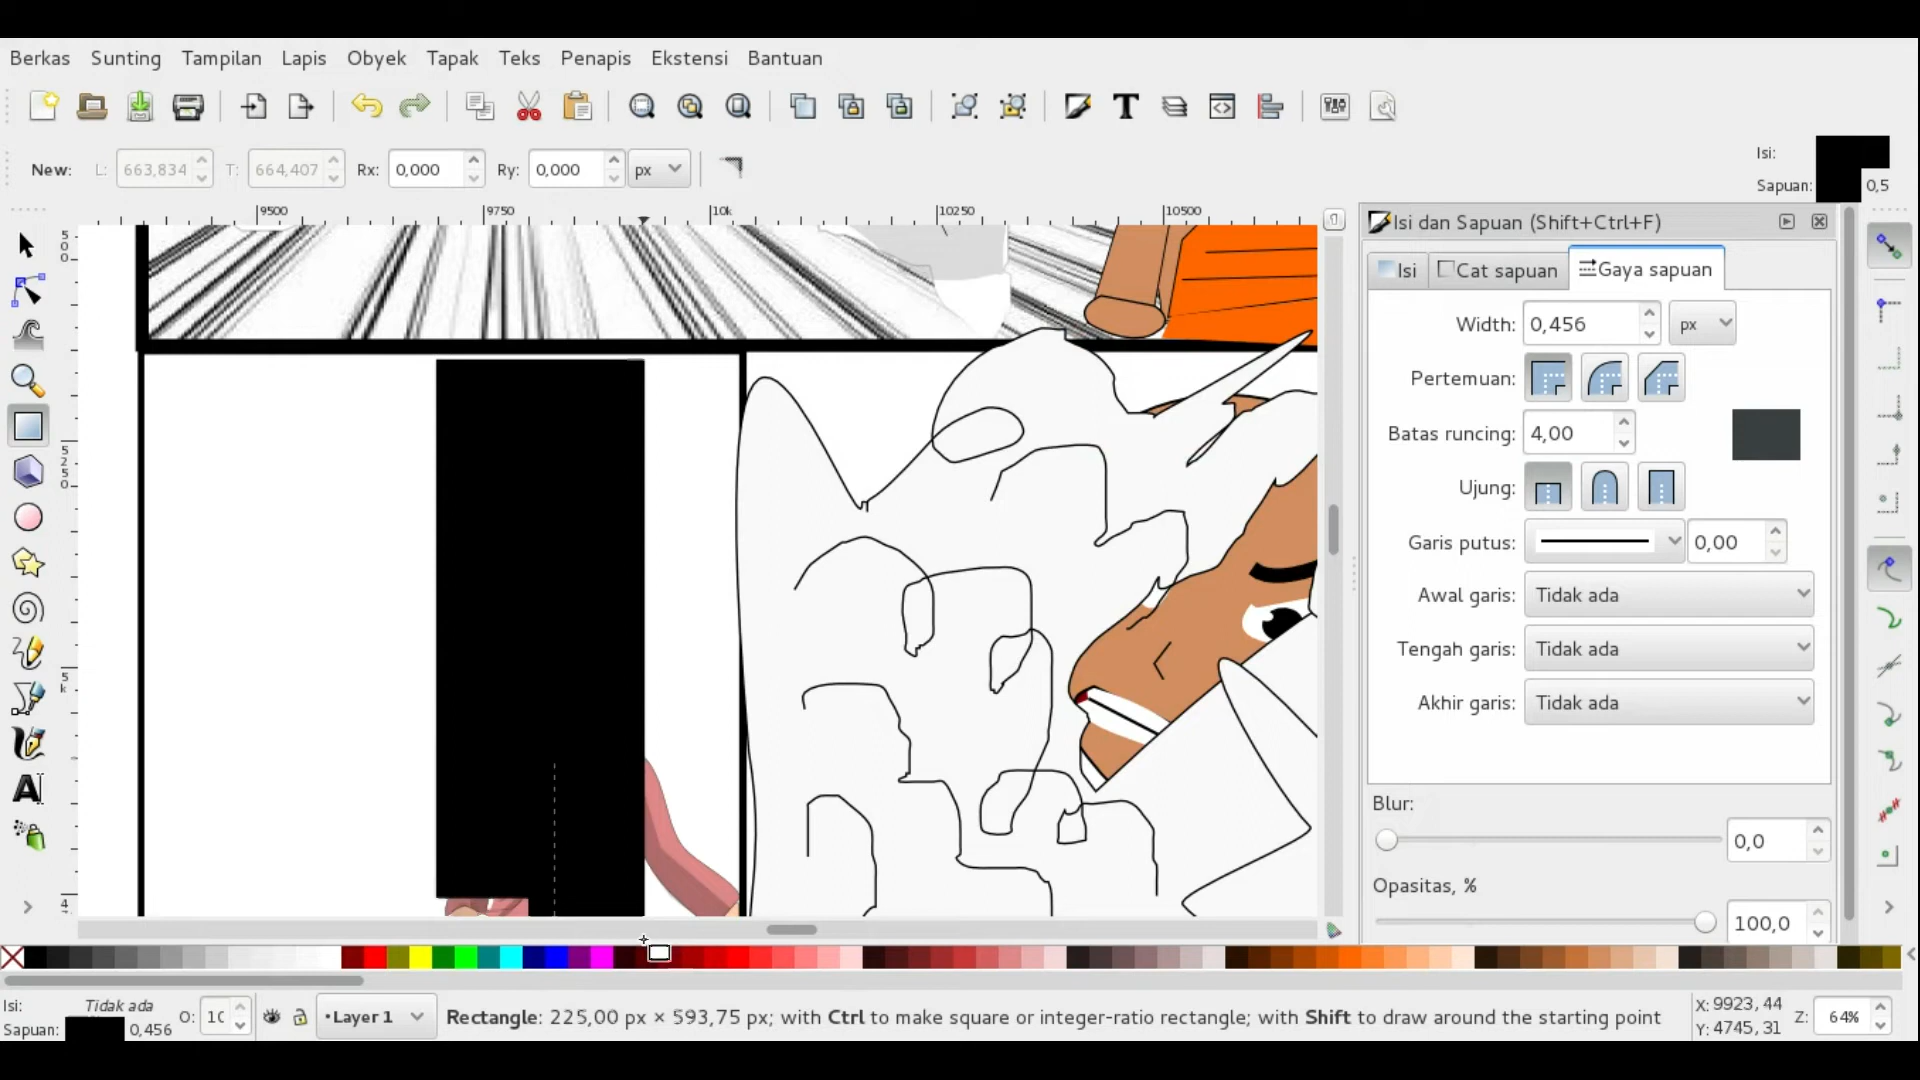 Berkas Sunting Tampilan Lapis Obyek Tapak Teks Penapis Ekstensi Bantuan
New: L: 663,834 T: 664,407 Rx: 0,000 Ry: 0,000 px
Isi:
Sapuan: 0,5
9500 9750 10k 10250 10500
Isi dan Sapuan (Shift+Ctrl+F)
Isi Cat sapuan Gaya sapuan
Width: 0,456 px
Pertemuan:
Batas runcing: 4,00
Ujung:
Garis putus: 0,00
Awal garis: Tidak ada
Tengah garis: Tidak ada
Akhir garis: Tidak ada
Blur:
0,0
Opasitas, %
100,0
Isi: Tidak ada
Sapuan: 0,456
O: 10
•Layer 1
Rectangle: 225,00 px × 593,75 px; with Ctrl to make square or integer-ratio rectangle; with Shift to draw around the starting point
X: 9923,44
Y: 4745,31
Z: 64%